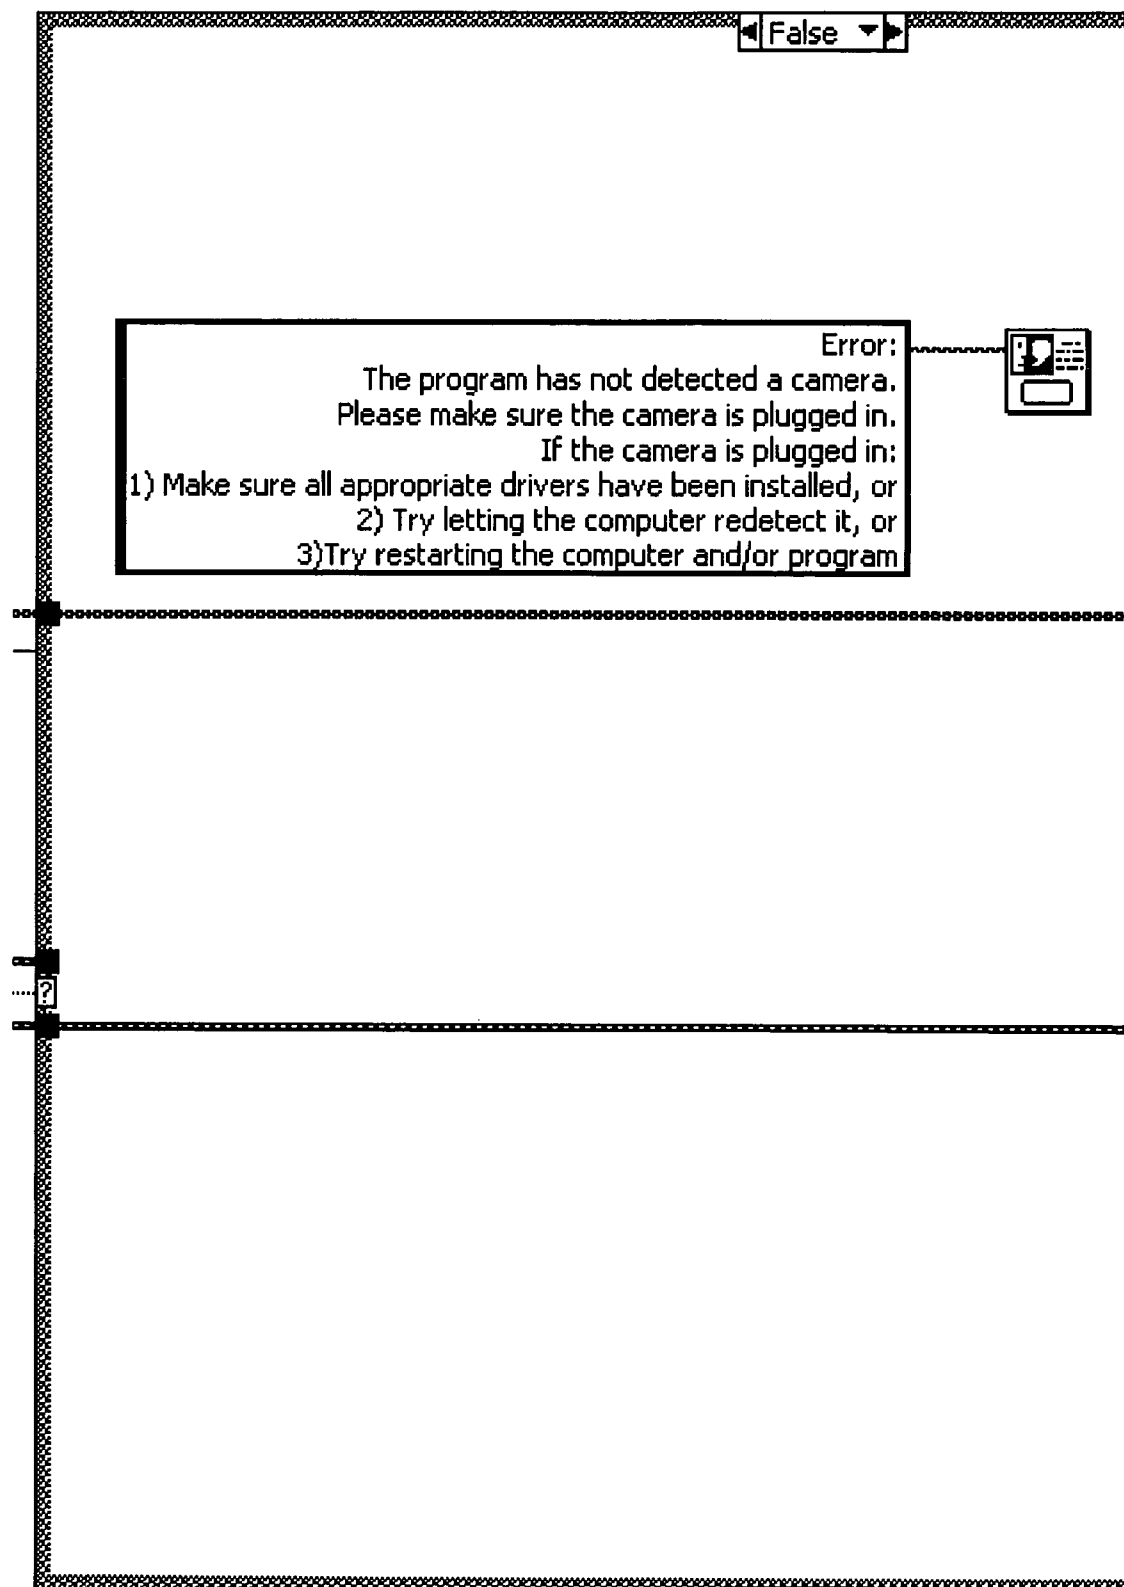 False
Error:
The program has not detected a camera.
Please make sure the camera is plugged in.
If the camera is plugged in:
1) Make sure all appropriate drivers have been installed, or
2) Try letting the computer redetect it, or
3)Try restarting the computer and/or program
?